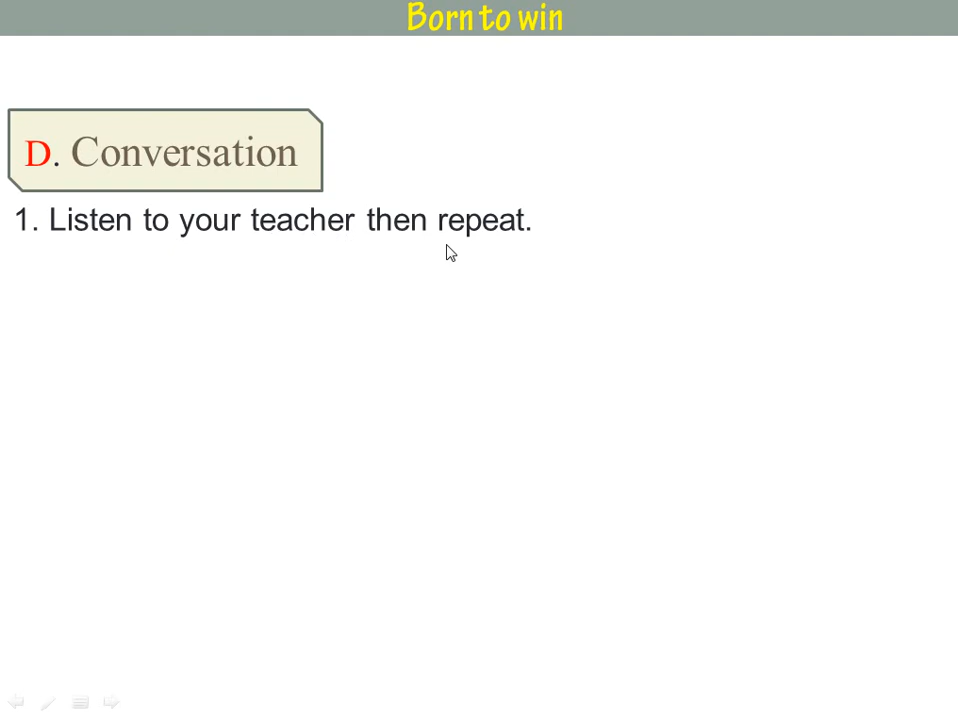 Born to win
D. Conversation
1. Listen to your teacher then repeat.